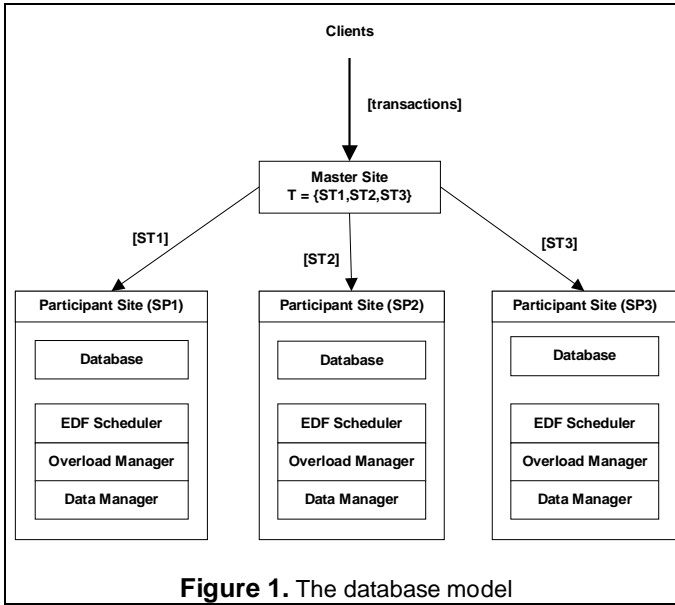 Clients
[transactions]
Master Site
T = {ST1,ST2,ST3}
[ST1]
[ST2]
[ST3]
Participant Site (SP1)
Database
EDF Scheduler
Overload Manager
Data Manager
Participant Site (SP2)
Database
EDF Scheduler
Overload Manager
Data Manager
Participant Site (SP3)
Database
EDF Scheduler
Overload Manager
Data Manager
Figure 1. The database model